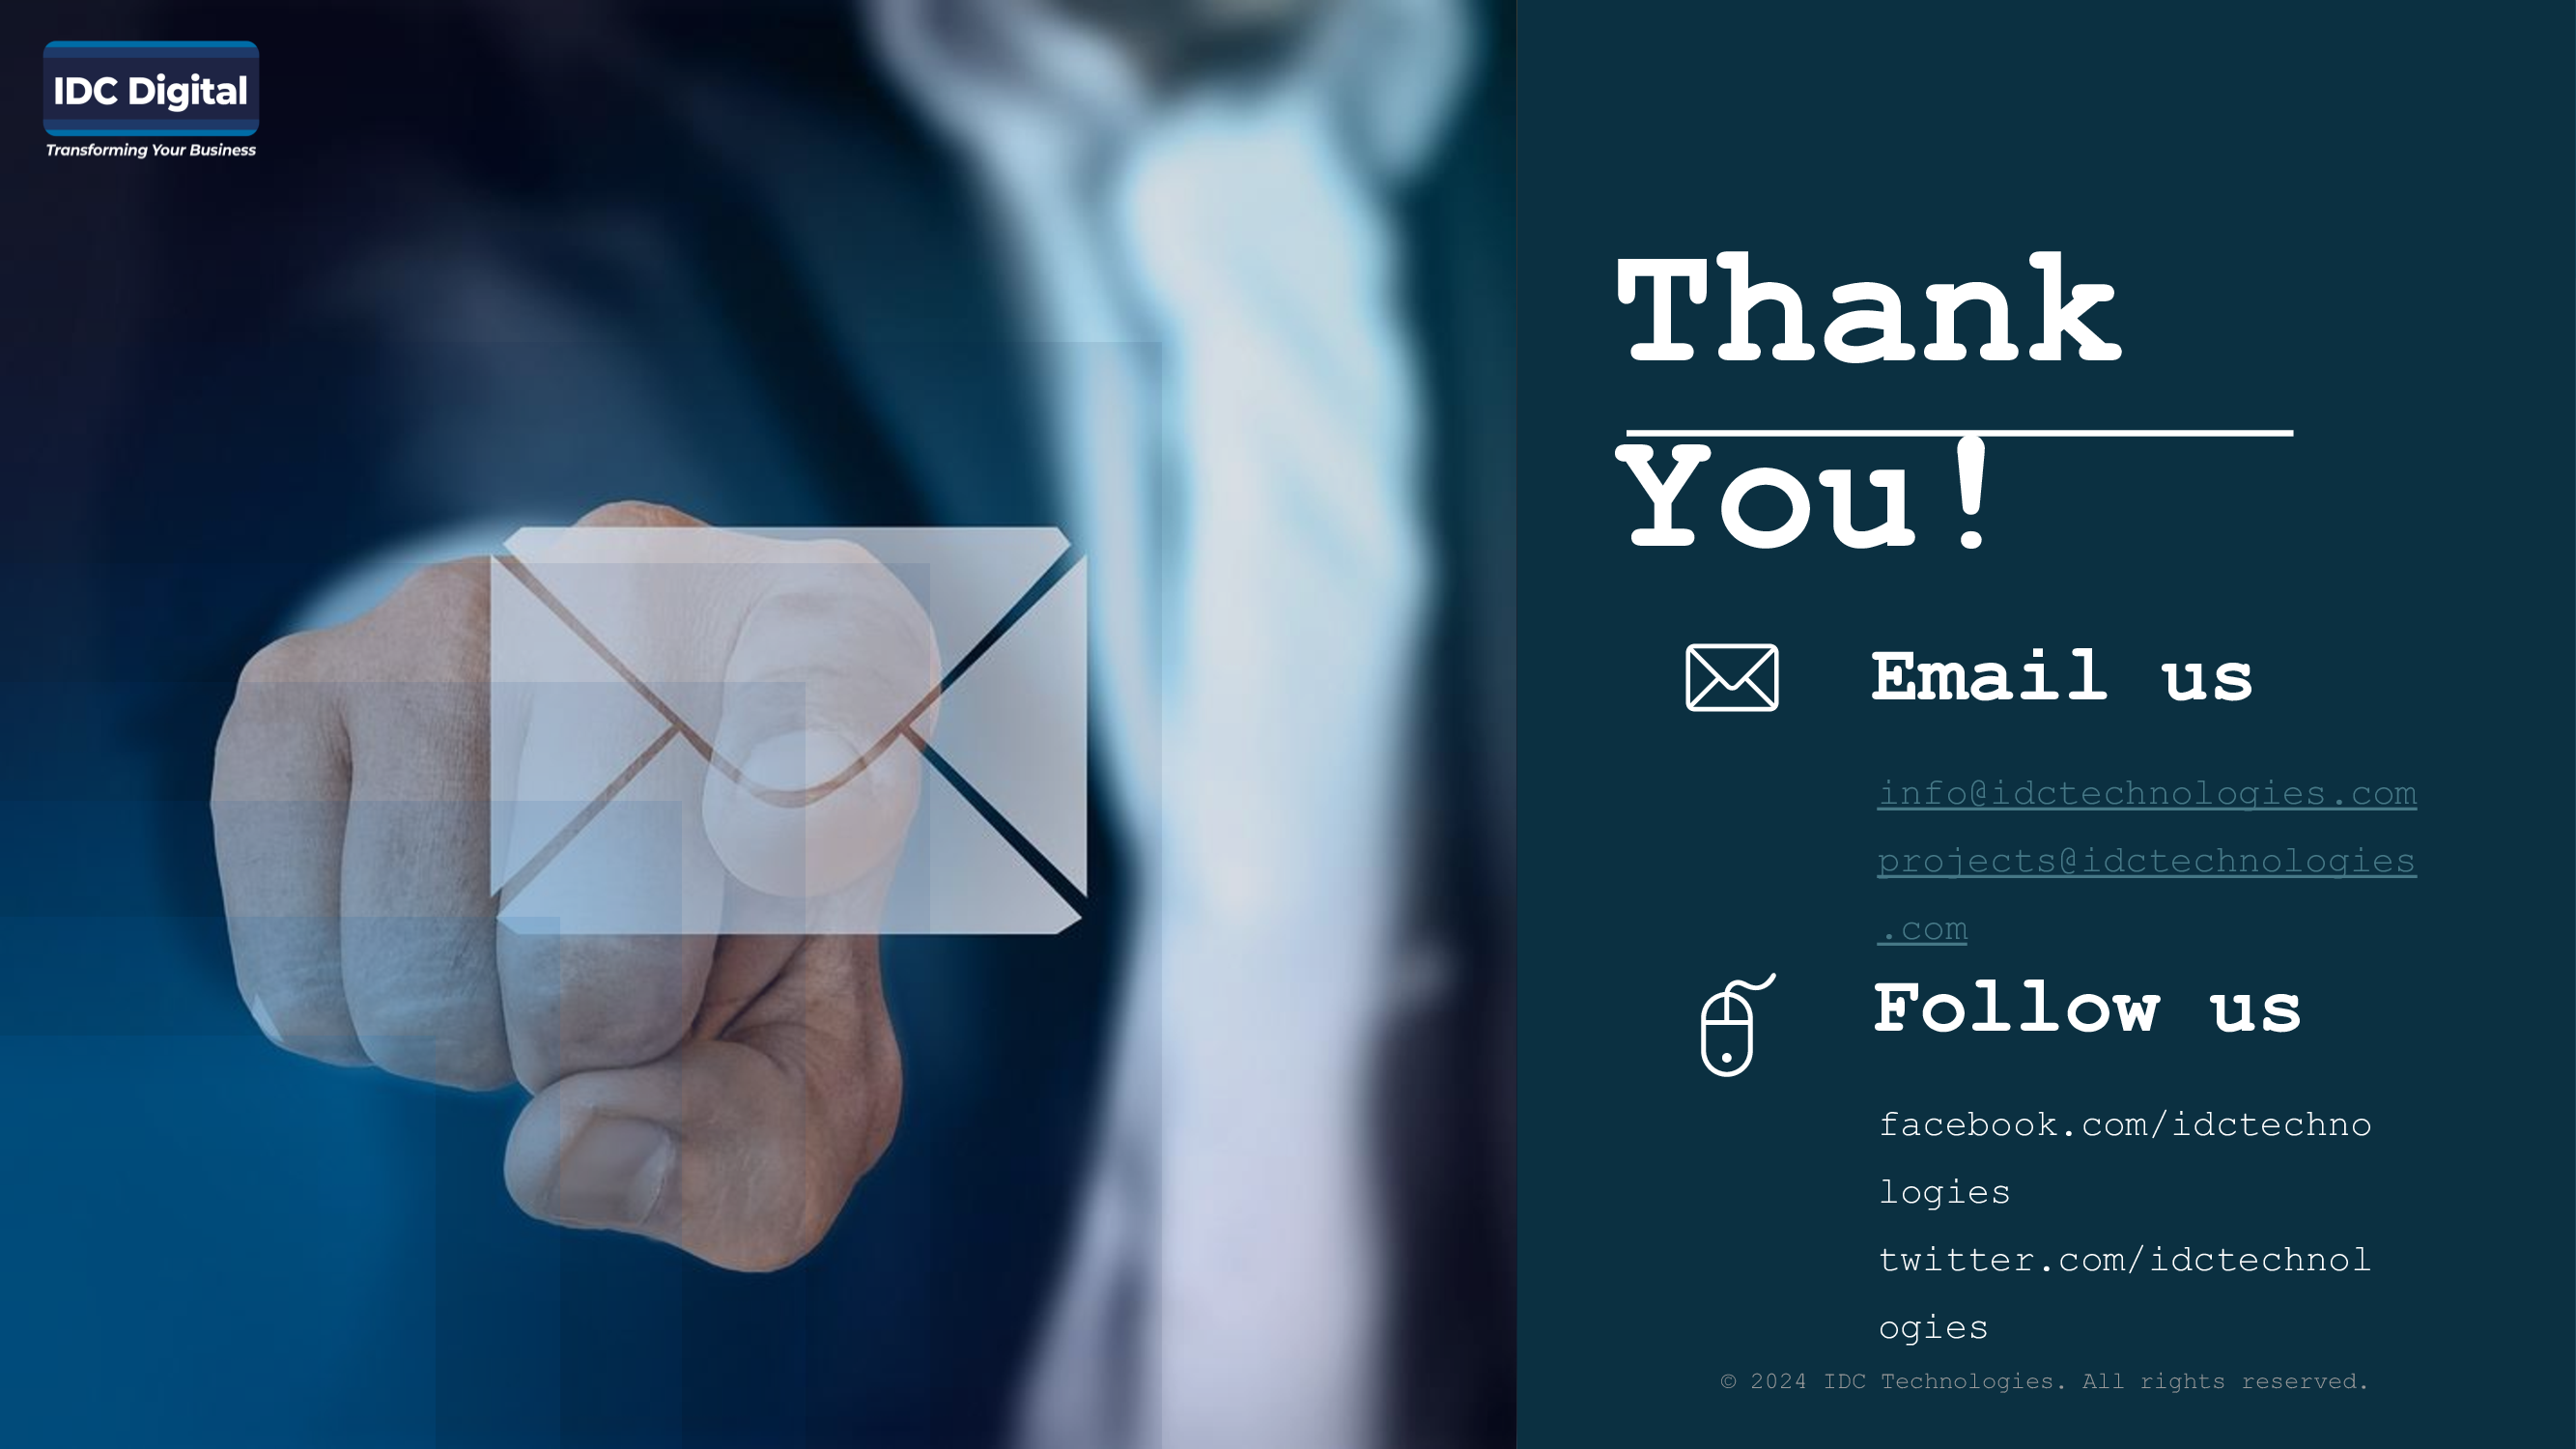 IDC Digital
Transforming Your Business
Thank
You!
Email us
info@idctechnologies.com
projects@idctechnologies
.com
Follow us
facebook.com/idctechno
logies
twitter.com/idctechnol
ogies
© 2024 IDC Technologies. All rights reserved.